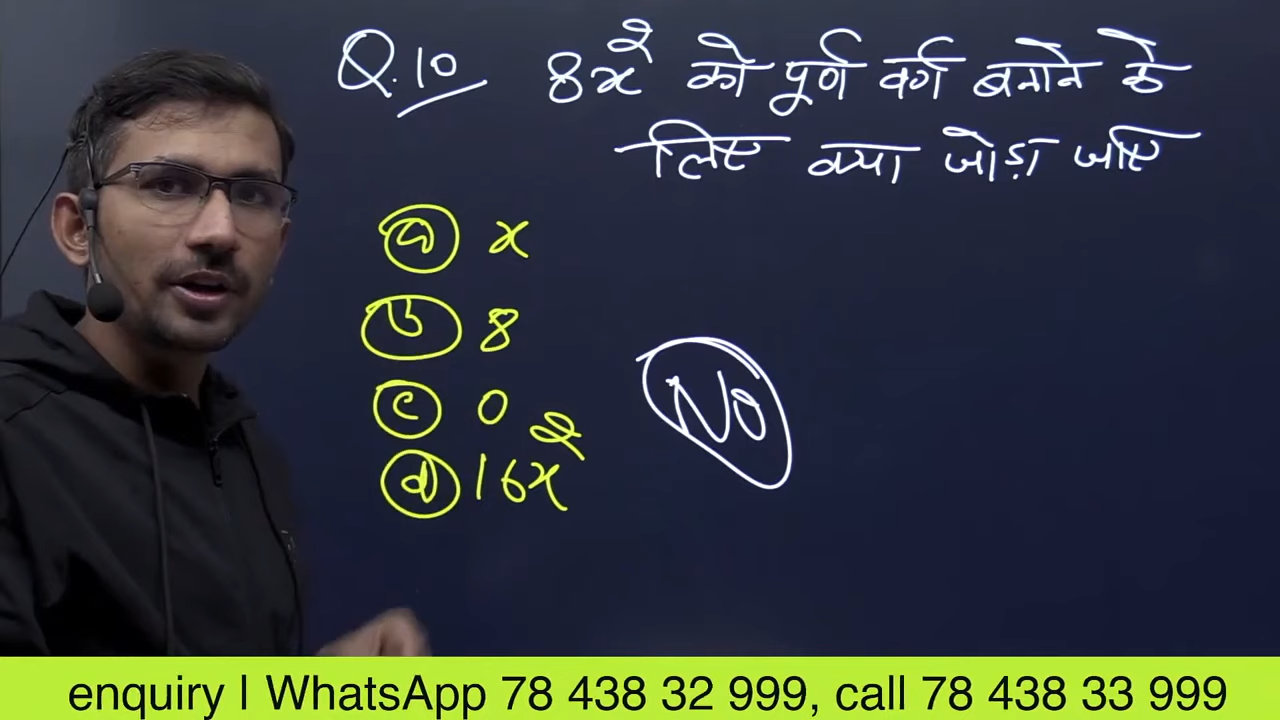 Q.10 8x² को पूर्ण वर्ग बनाने के
लिए क्या जोड़ा जाए
(a) x
(b) 8
(c) 0
(d) 16x²
No
enquiry | WhatsApp 78 438 32 999, call 78 438 33 999